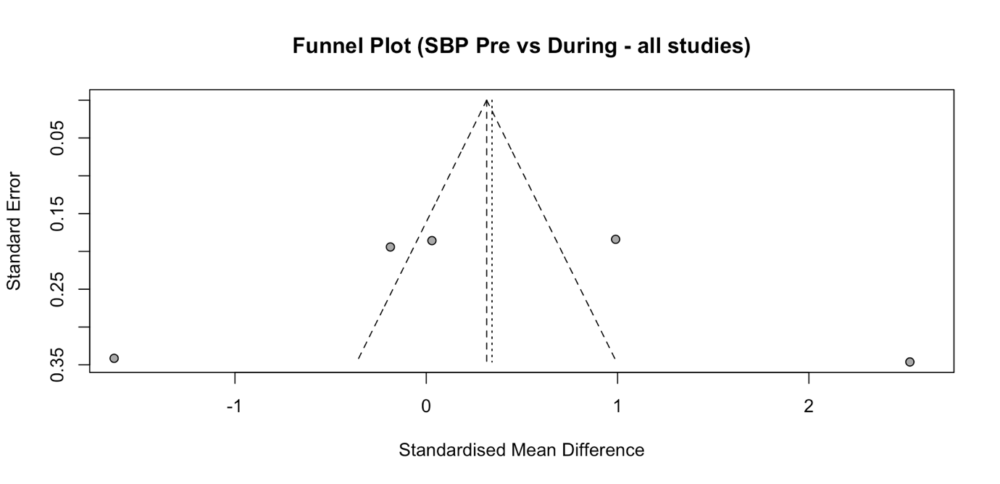 Funnel Plot (SBP Pre vs During - all studies)
Standard Error
0.05
0.15
0.25
0.35
-1 0 1 2
Standardised Mean Difference